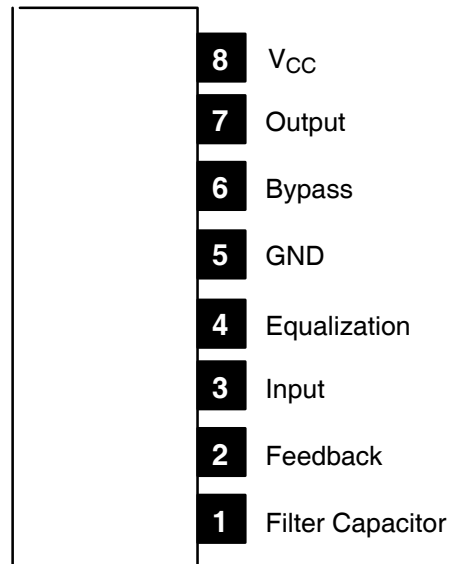 8 VCC
7 Output
6 Bypass
5 GND
4 Equalization
3 Input
2 Feedback
1 Filter Capacitor